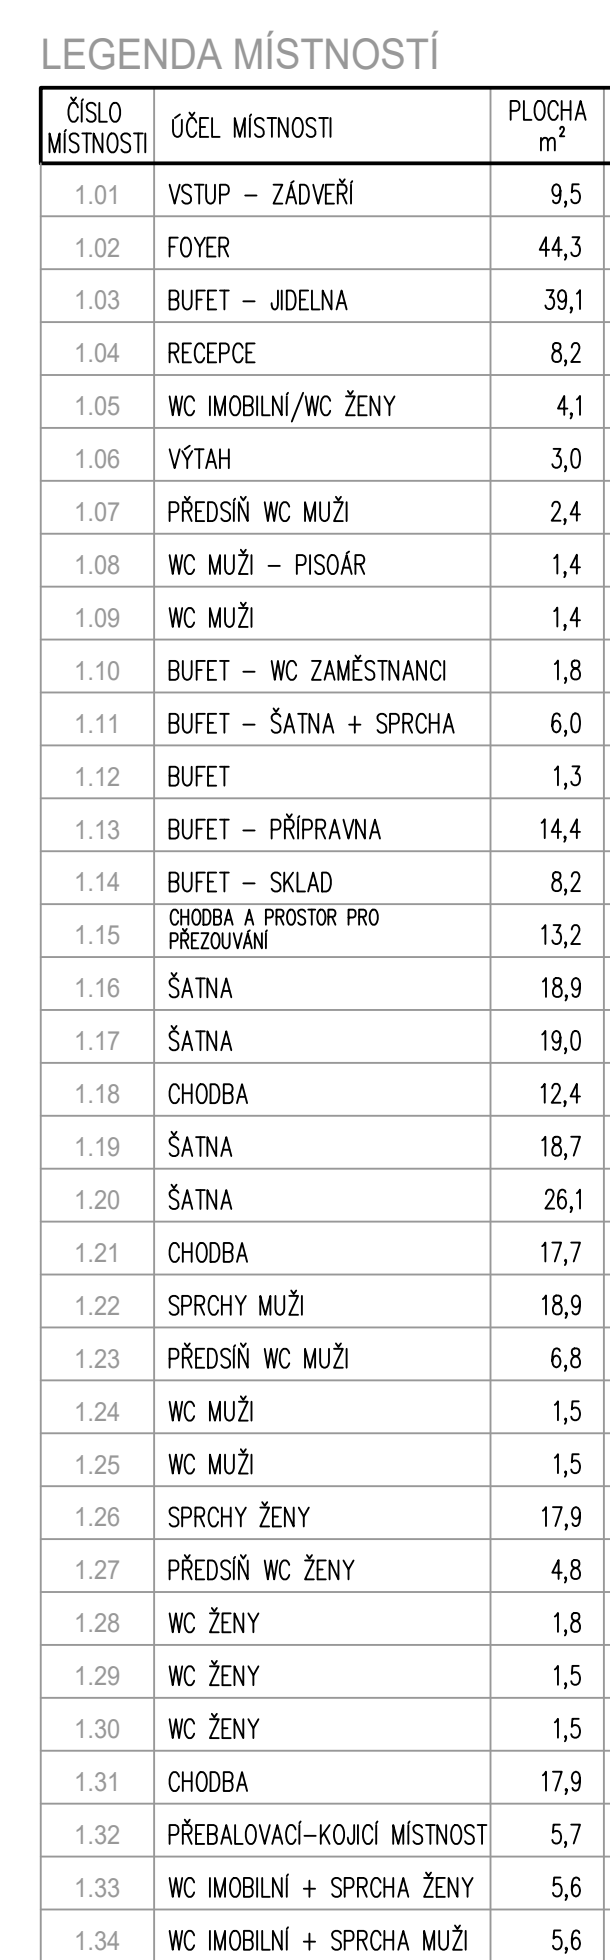 LEGENDA MÍSTNOSTÍ
ČÍSLO MÍSTNOSTI ÚČEL MÍSTNOSTI PLOCHA m²
1.01 VSTUP – ZÁDVEŘÍ 9,5
1.02 FOYER 44,3
1.03 BUFET – JIDELNA 39,1
1.04 RECEPCE 8,2
1.05 WC IMOBILNÍ/WC ŽENY 4,1
1.06 VÝTAH 3,0
1.07 PŘEDSÍŇ WC MUŽI 2,4
1.08 WC MUŽI – PISOÁR 1,4
1.09 WC MUŽI 1,4
1.10 BUFET – WC ZAMĚSTNANCI 1,8
1.11 BUFET – ŠATNA + SPRCHA 6,0
1.12 BUFET 1,3
1.13 BUFET – PŘÍPRAVNA 14,4
1.14 BUFET – SKLAD 8,2
1.15 CHODBA A PROSTOR PRO PŘEZOUVÁNÍ 13,2
1.16 ŠATNA 18,9
1.17 ŠATNA 19,0
1.18 CHODBA 12,4
1.19 ŠATNA 18,7
1.20 ŠATNA 26,1
1.21 CHODBA 17,7
1.22 SPRCHY MUŽI 18,9
1.23 PŘEDSÍŇ WC MUŽI 6,8
1.24 WC MUŽI 1,5
1.25 WC MUŽI 1,5
1.26 SPRCHY ŽENY 17,9
1.27 PŘEDSÍŇ WC ŽENY 4,8
1.28 WC ŽENY 1,8
1.29 WC ŽENY 1,5
1.30 WC ŽENY 1,5
1.31 CHODBA 17,9
1.32 PŘEBALOVACÍ–KOJICÍ MÍSTNOST 5,7
1.33 WC IMOBILNÍ + SPRCHA ŽENY 5,6
1.34 WC IMOBILNÍ + SPRCHA MUŽI 5,6